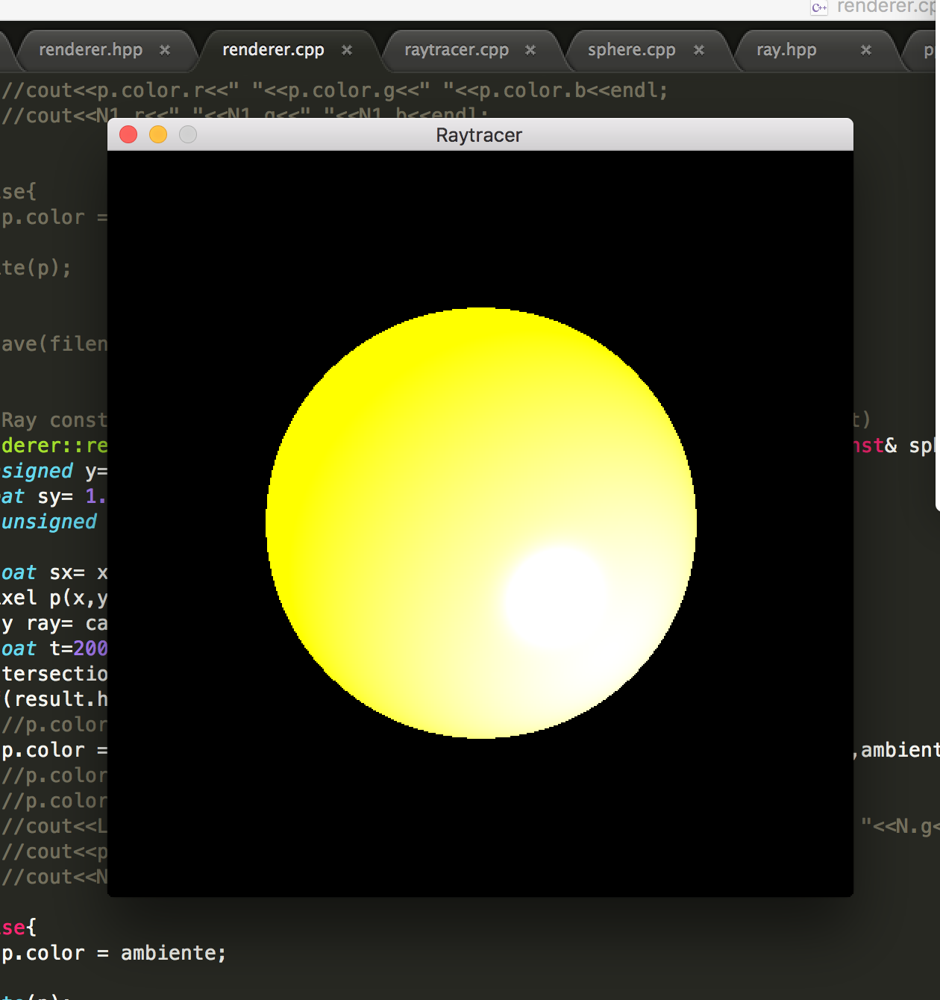 C++ renderer.cp
renderer.hpp × renderer.cpp × raytracer.cpp × sphere.cpp × ray.hpp × p
//cout<<p.color.r<<" "<<p.color.g<<" "<<p.color.b<<endl;
//cout<<N1.r<<" "<<N1.g<<" "<<N1.b<<endl;
Raytracer
se{
p.color =
te(p);
ave(filen
Ray const t)
derer::re nst& sph
signed y=
at sy= 1.
unsigned
oat sx= x
xel p(x,y
y ray= ca
oat t=200
tersectio
(result.h
//p.color
p.color = ,ambient
//p.color
//p.color
//cout<<L "<<N.g<
//cout<<p
//cout<<N
se{
p.color = ambiente;
te(p);